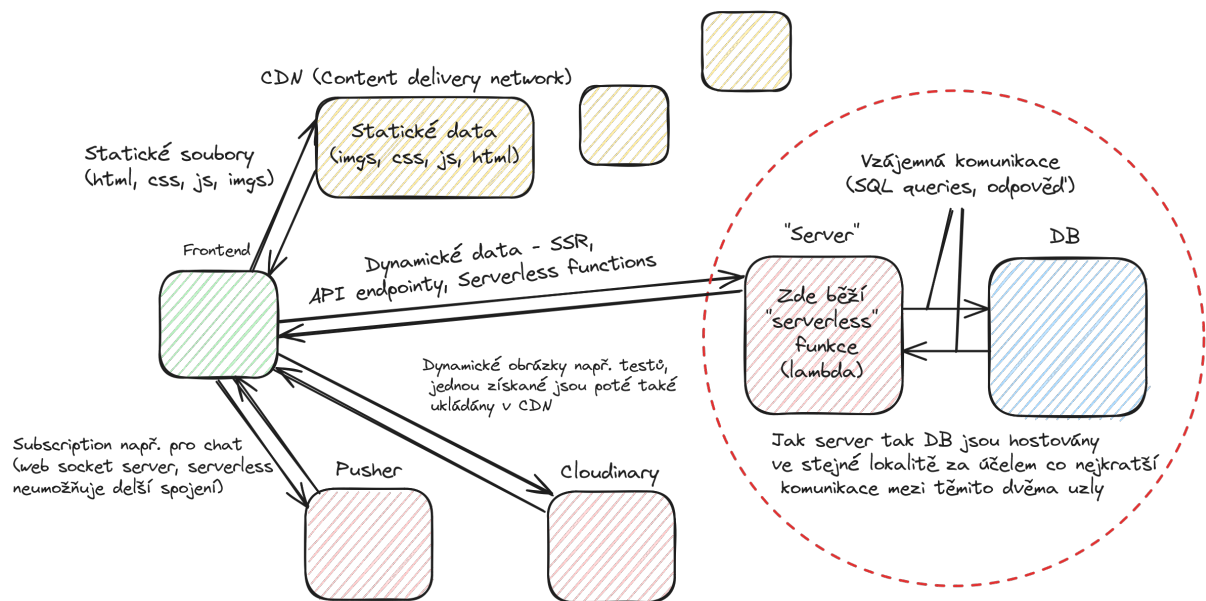 CDN (Content delivery network)
Statické data
(imgs, css, js, html)
Statické soubory
(html, css, js, imgs)
Frontend
Dynamické data - SSR,
API endpointy, Serverless functions
Vzájemná komunikace
(SQL queries, odpověď)
"Server"
DB
Zde běží
"serverless"
funkce
(lambda)
Dynamické obrázky např. testů,
jednou získané jsou poté také
ukládány v CDN
Jak server tak DB jsou hostovány
ve stejné lokalitě za účelem co nejkratší
komunikace mezi těmito dvěma uzly
Subscription např. pro chat
(web socket server, serverless
neumožňuje delší spojení)
Pusher
Cloudinary